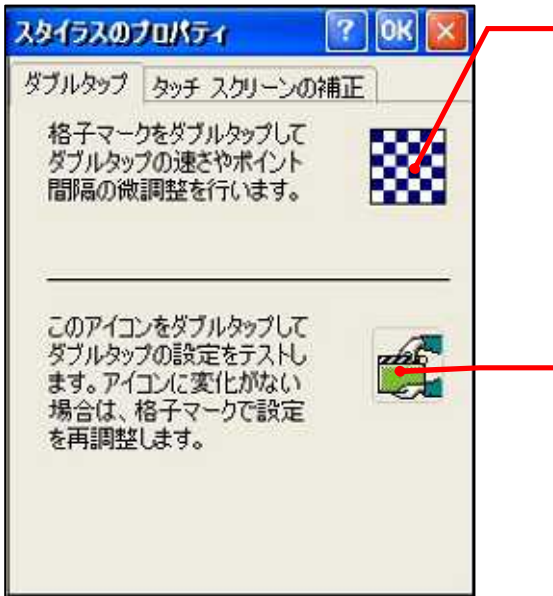 スタイラスのプロパティ ? OK ×
ダブルタップ タッチ スクリーンの補正
格子マークをダブルタップして
ダブルタップの速さやポイント
間隔の微調整を行います。
このアイコンをダブルタップして
ダブルタップの設定をテストし
ます。アイコンに変化がない
場合は、格子マークで設定
を再調整します。